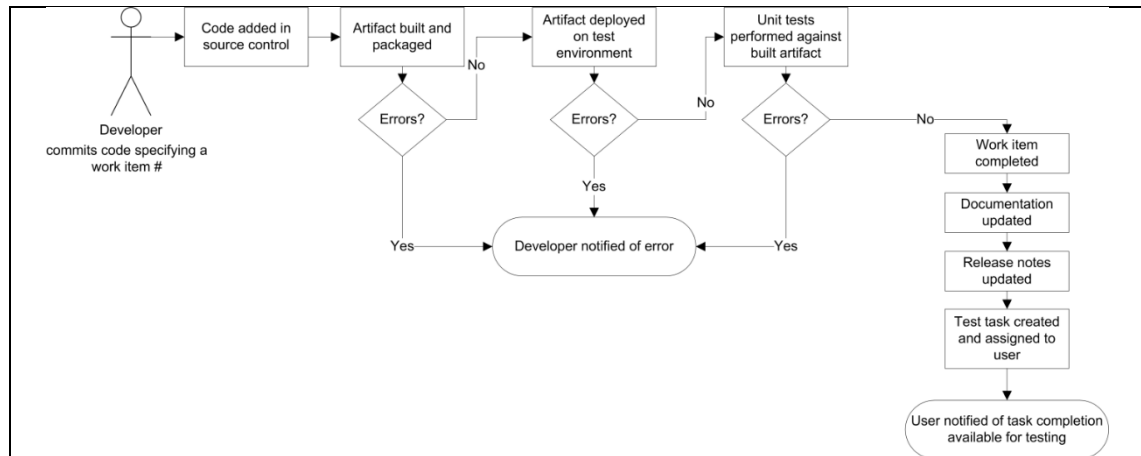 Code added in
source control
Artifact built and
packaged
Artifact deployed
on test
environment
Unit tests
performed against
built artifact
No
No
Errors?
Errors?
Errors?
No
Developer
commits code specifying a
work item #
Work item
completed
Yes
Documentation
updated
Yes
Developer notified of error
Yes
Release notes
updated
Test task created
and assigned to
user
User notified of task completion
available for testing